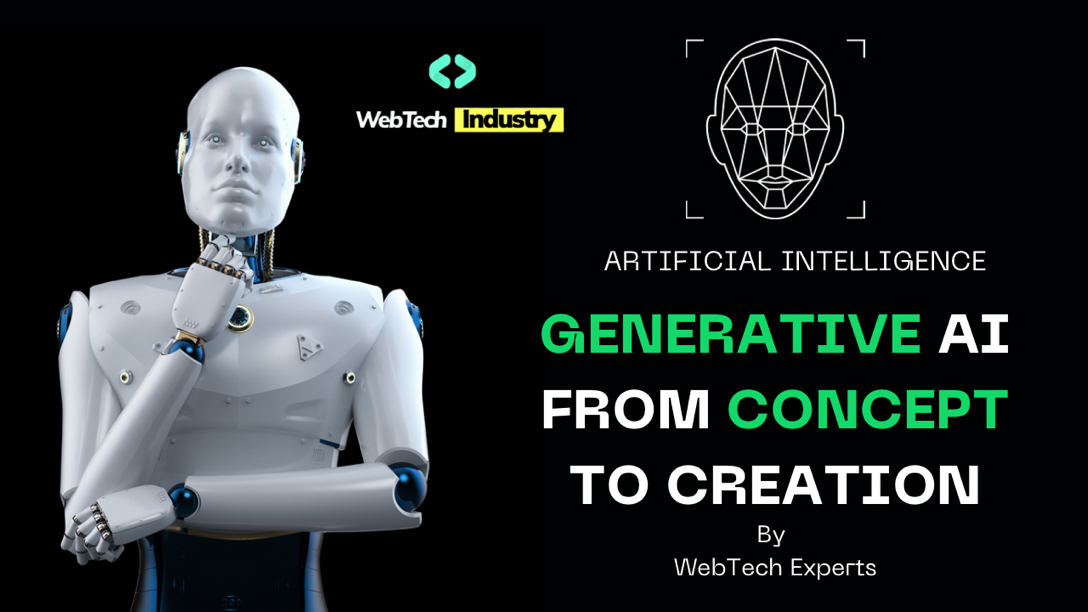 WebTech Industry
ARTIFICIAL INTELLIGENCE
GENERATIVE AI
FROM CONCEPT
TO CREATION
By
WebTech Experts